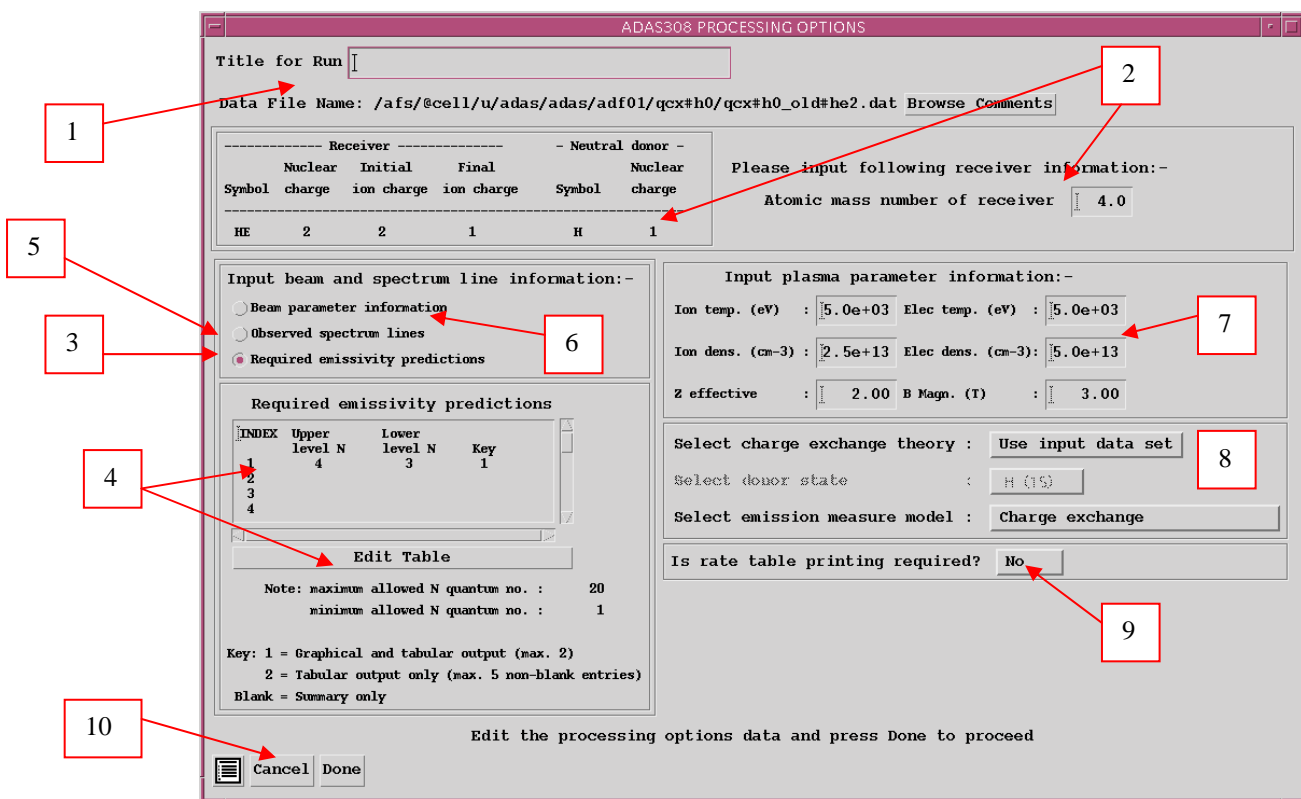 ADAS308 PROCESSING OPTIONS
Title for Run
Data File Name: /afs/@cell/u/adas/adas/adf01/qcx#h0/qcx#h0_old#he2.dat Browse Comments
1
2
------------- Receiver -------------- - Neutral donor -
Nuclear Initial Final Nuclear
Symbol charge ion charge ion charge Symbol charge
HE 2 2 1 H 1
Please input following receiver information:-
Atomic mass number of receiver 4.0
5
3
Input beam and spectrum line information:-
Beam parameter information
Observed spectrum lines
Required emissivity predictions
6
Input plasma parameter information:-
Ion temp. (eV) : 5.0e+03 Elec temp. (eV) : 5.0e+03
Ion dens. (cm-3) : 2.5e+13 Elec dens. (cm-3): 5.0e+13
Z effective : 2.00 B Magn. (T) : 3.00
7
Required emissivity predictions
INDEX Upper Lower
level N level N Key
1 4 3 1
2
3
4
4
Edit Table
Note: maximum allowed N quantum no. : 20
minimum allowed N quantum no. : 1
Key: 1 = Graphical and tabular output (max. 2)
2 = Tabular output only (max. 5 non-blank entries)
Blank = Summary only
Select charge exchange theory : Use input data set
Select donor state : H (1S)
Select emission measure model : Charge exchange
8
Is rate table printing required? No
9
10
Edit the processing options data and press Done to proceed
Cancel Done